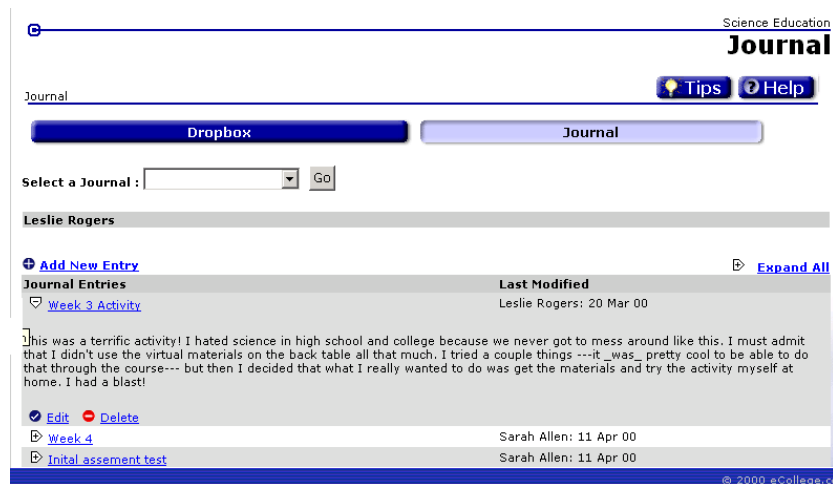 Science Education
Journal
Journal
Tips
Help
Dropbox
Journal
Select a Journal :
Go
Leslie Rogers
Add New Entry
Expand All
Journal Entries Last Modified
Week 3 Activity Leslie Rogers: 20 Mar 00
his was a terrific activity! I hated science in high school and college because we never got to mess around like this. I must admit
that I didn't use the virtual materials on the back table all that much. I tried a couple things ---it _was_ pretty cool to be able to do
that through the course--- but then I decided that what I really wanted to do was get the materials and try the activity myself at
home. I had a blast!
Edit Delete
Week 4 Sarah Allen: 11 Apr 00
Inital assement test Sarah Allen: 11 Apr 00
© 2000 eCollege.c